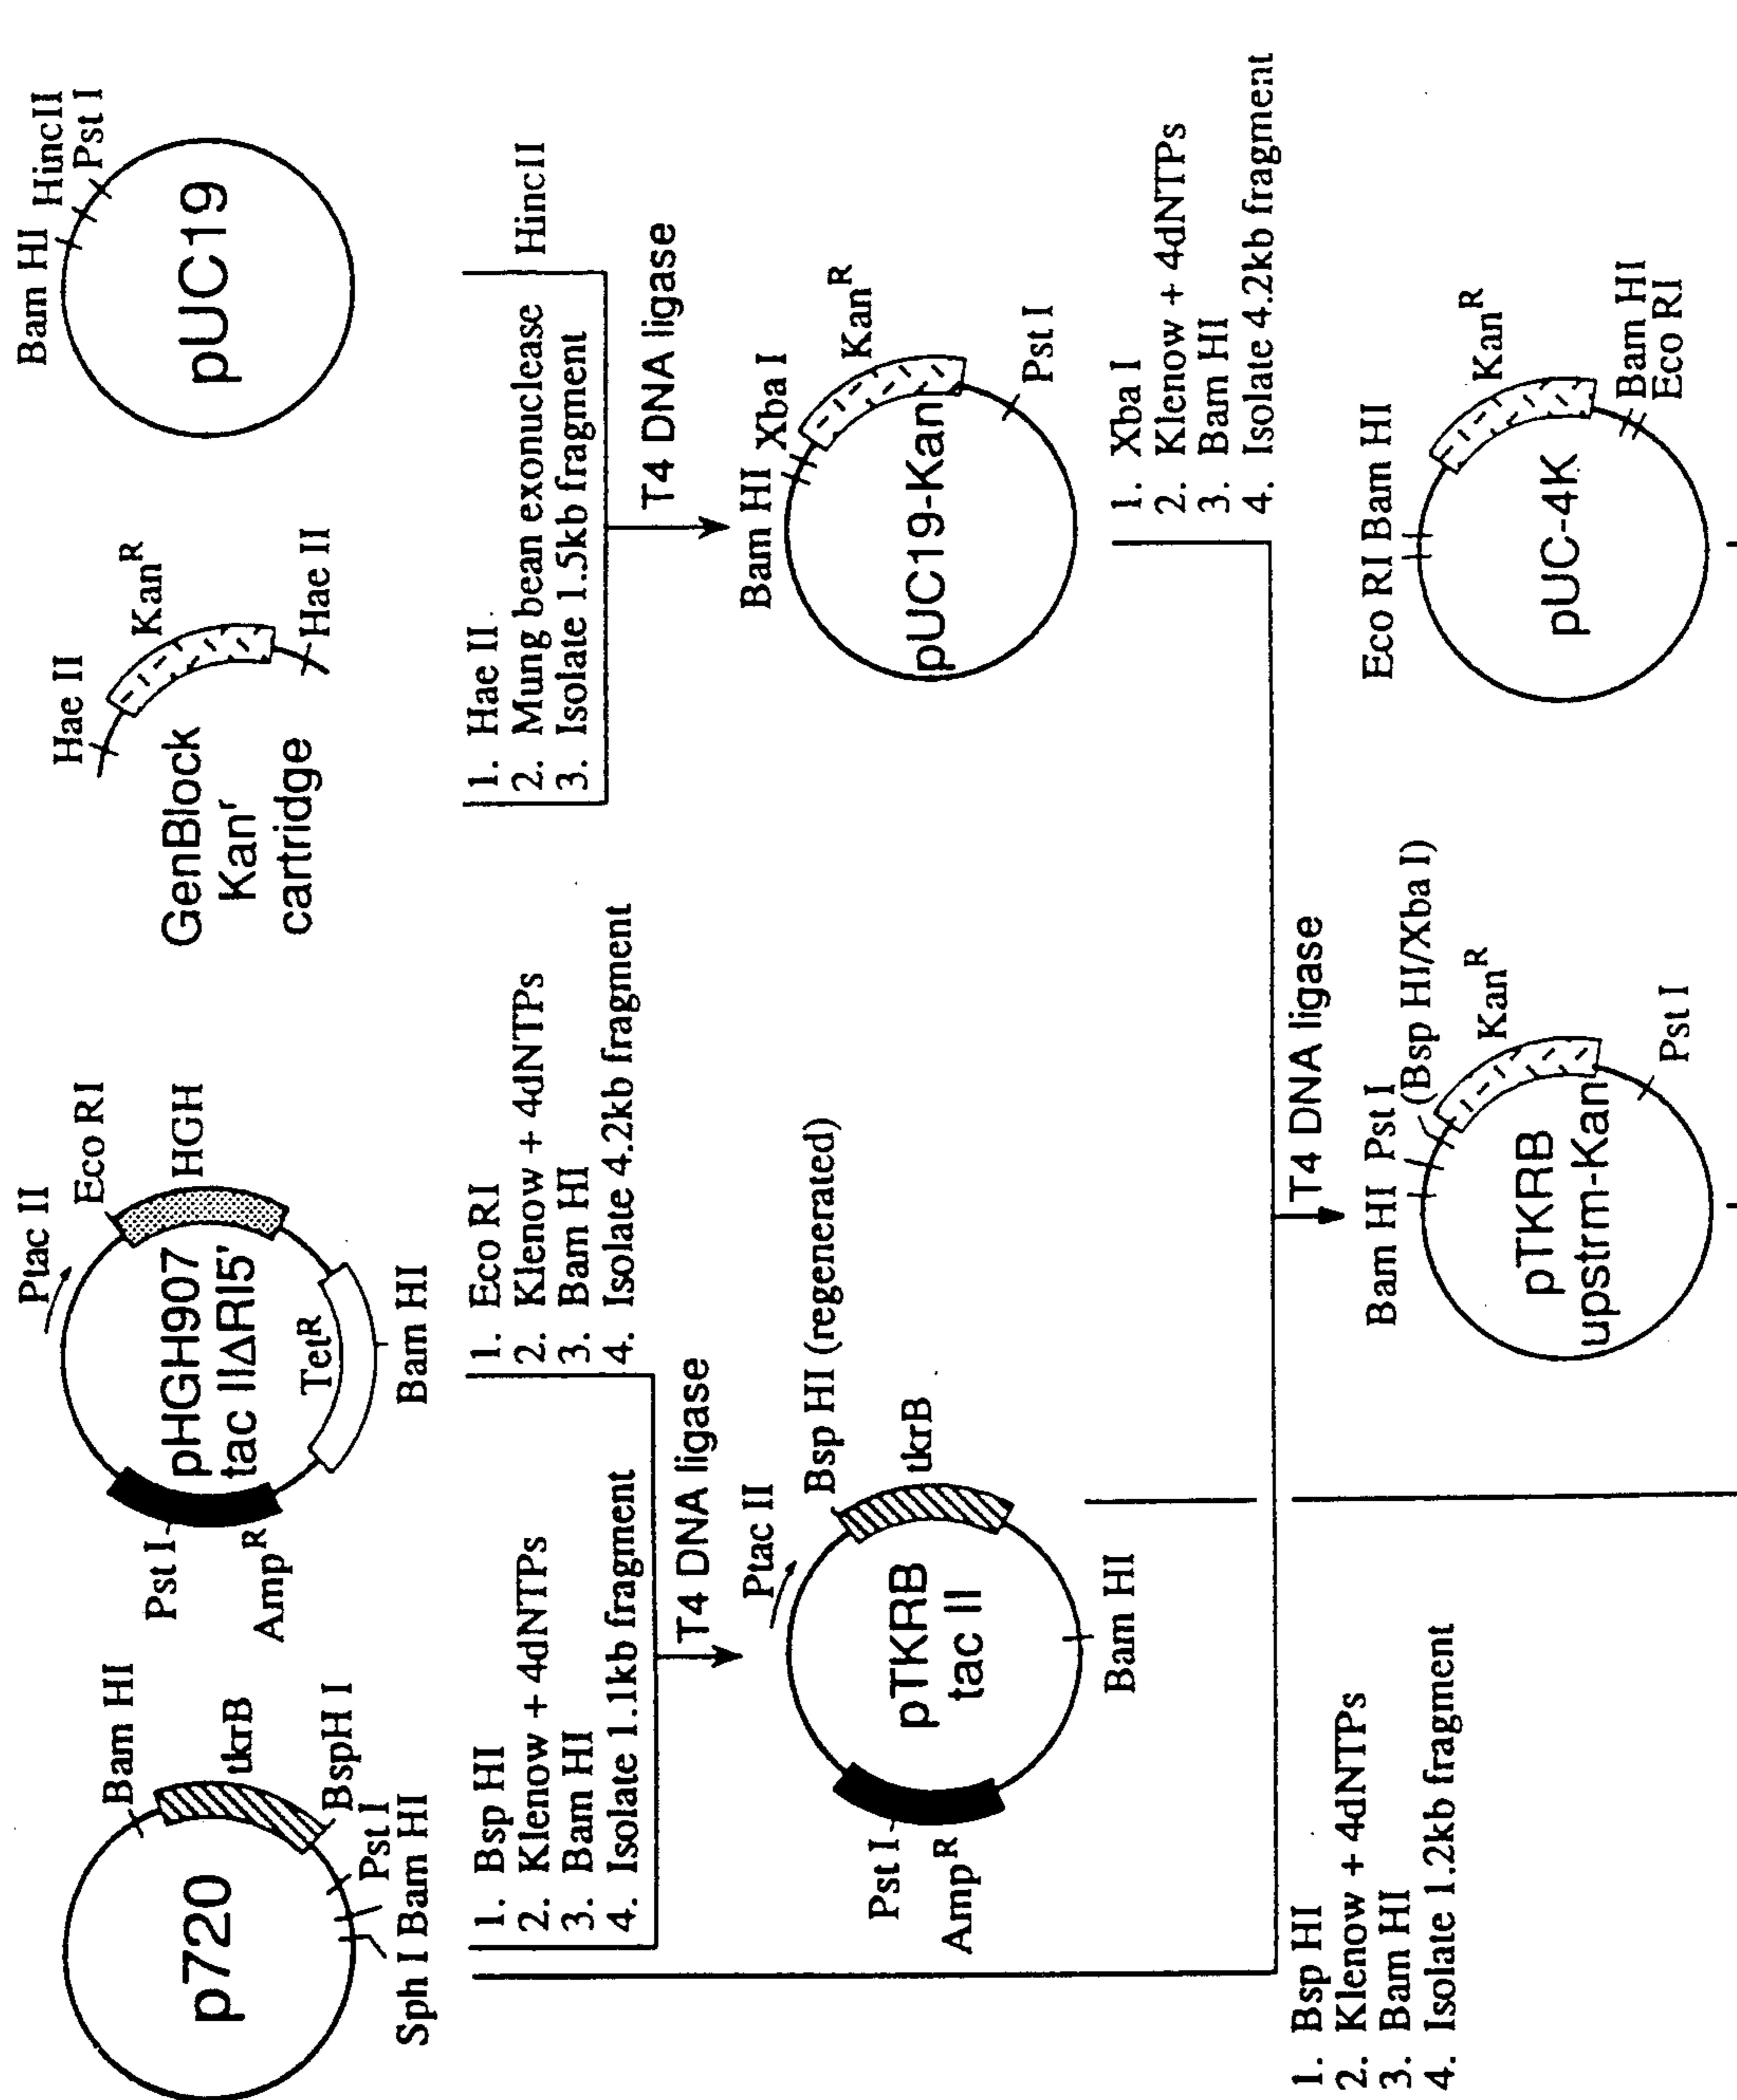 Bam HI
tkrB
BspH I
Pst I
Sph I Bam HI
p720
Ptac II
Eco RI
HGH
pHGH907
tac IIΔRI5'
Tet^R
Bam HI
Pst I
Amp^R
Hae II
Kan^R
Hae II
GenBlock
Kan^r
cartridge
Bam HI
HincII
Pst I
pUC19
1. Bsp HI
2. Klenow + 4dNTPs
3. Bam HI
4. Isolate 1.1kb fragment
1. Eco RI
2. Klenow + 4dNTPs
3. Bam HI
4. Isolate 4.2kb fragment
T4 DNA ligase
1. Hae II
2. Mung bean exonuclease
3. Isolate 1.5kb fragment
HincII
T4 DNA ligase
Ptac II
Bsp HI (regenerated)
tkrB
pTKRB
tac II
Pst I
Amp^R
Bam HI
Bam HI Xba I
Kan^R
pUC19-Kan
Pst I
1. Xba I
2. Klenow + 4dNTPs
3. Bam HI
4. Isolate 4.2kb fragment
1. Bsp HI
2. Klenow + 4dNTPs
3. Bam HI
4. Isolate 1.2kb fragment
T4 DNA ligase
Bam HI Pst I
(Bsp HI/Xba I)
Kan^R
pTKRB
upstrm-Kan
Pst I
Eco RI Bam HI
Kan^R
pUC-4K
Bam HI
Eco RI